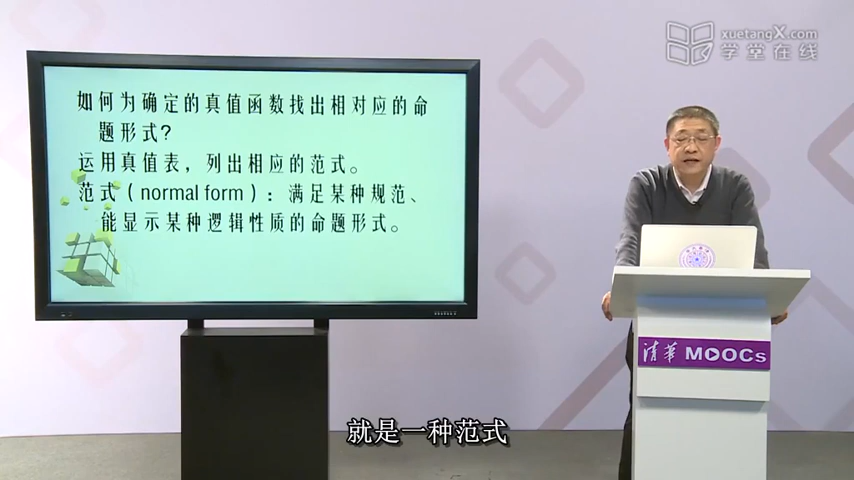 xuetangX.com
学堂在线
如何为确定的真值函数找出相对应的命
题形式?
运用真值表，列出相应的范式。
范式（normal form）：满足某种规范、
能显示某种逻辑性质的命题形式。
清華 MOOCs
就是一种范式